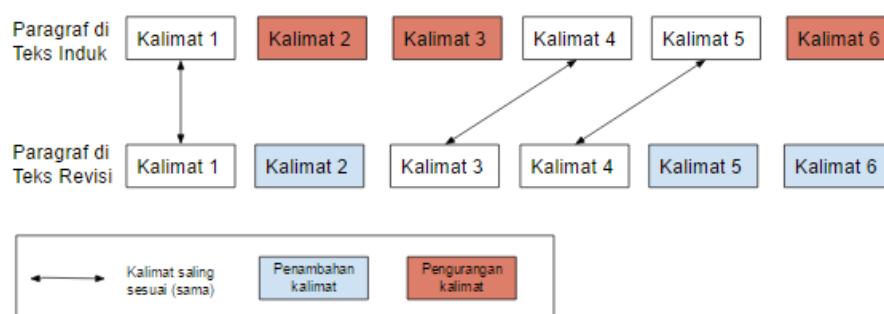 Paragraf di
Teks Induk
Kalimat 1
Kalimat 2
Kalimat 3
Kalimat 4
Kalimat 5
Kalimat 6
Paragraf di
Teks Revisi
Kalimat 1
Kalimat 2
Kalimat 3
Kalimat 4
Kalimat 5
Kalimat 6
Kalimat saling
sesuai (sama)
Penambahan
kalimat
Pengurangan
kalimat